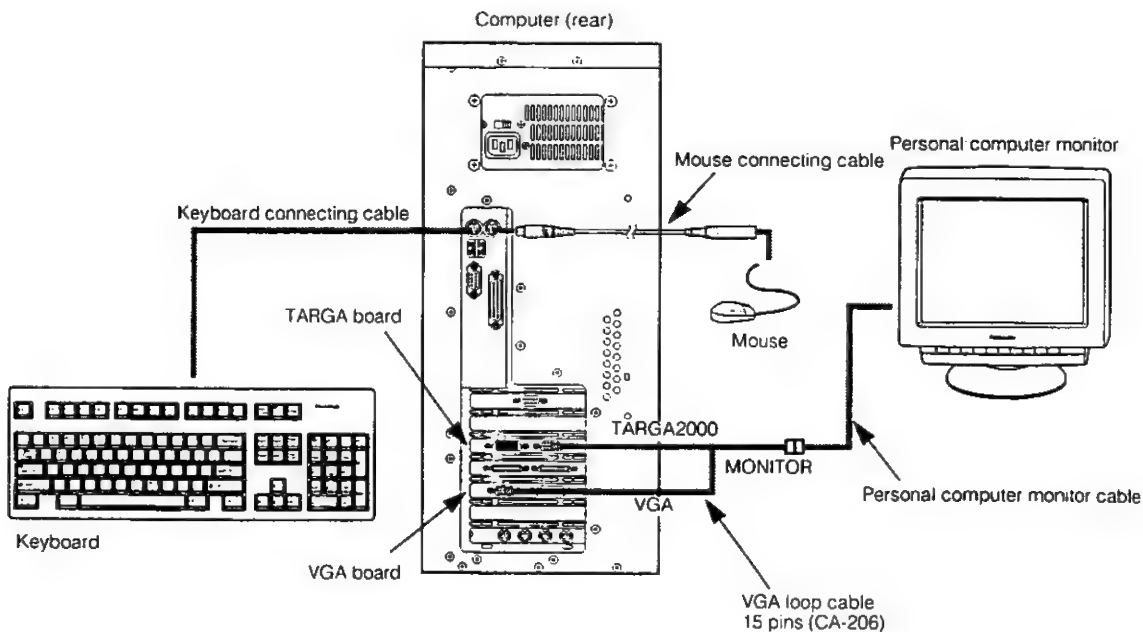 Computer (rear)
Personal computer monitor
Mouse connecting cable
Keyboard connecting cable
TARGA board
Mouse
TARGA2000
MONITOR
Personal computer monitor cable
VGA
Keyboard
VGA board
VGA loop cable
15 pins (CA-206)